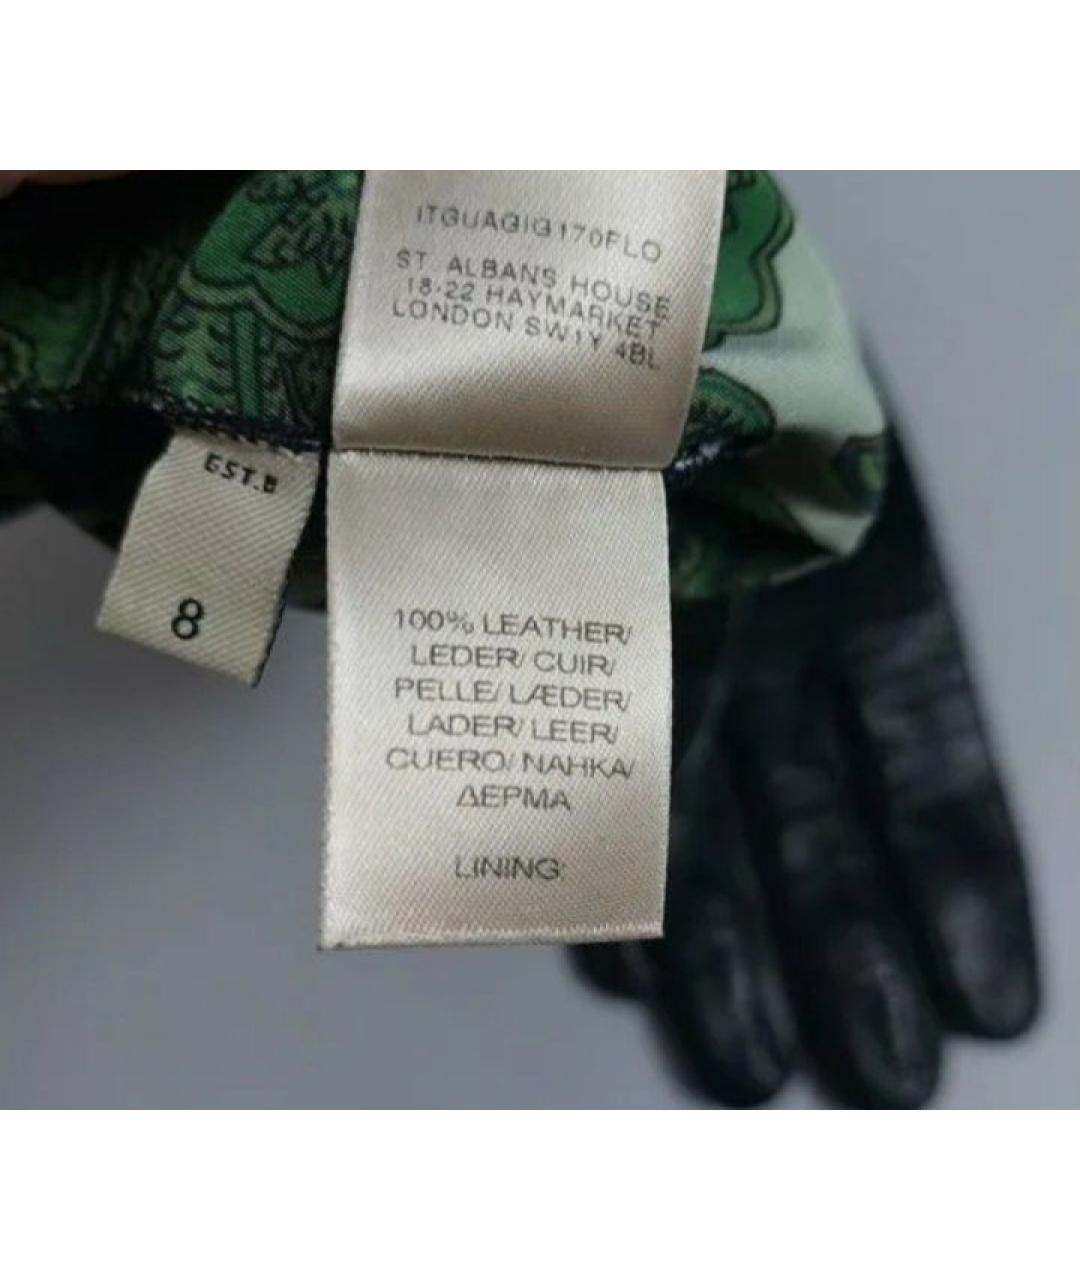 ITGUAGIG170FLO
ST. ALBANS HOUSE
18-22 HAYMARKET
LONDON SW1Y 4BL
EST.B
8
100% LEATHER/
LEDER/ CUIR/
PELLE/ LÆDER/
LADER/ LEER/
CUERO/ NAHKA/
ΔΕΡΜΑ
LINING: